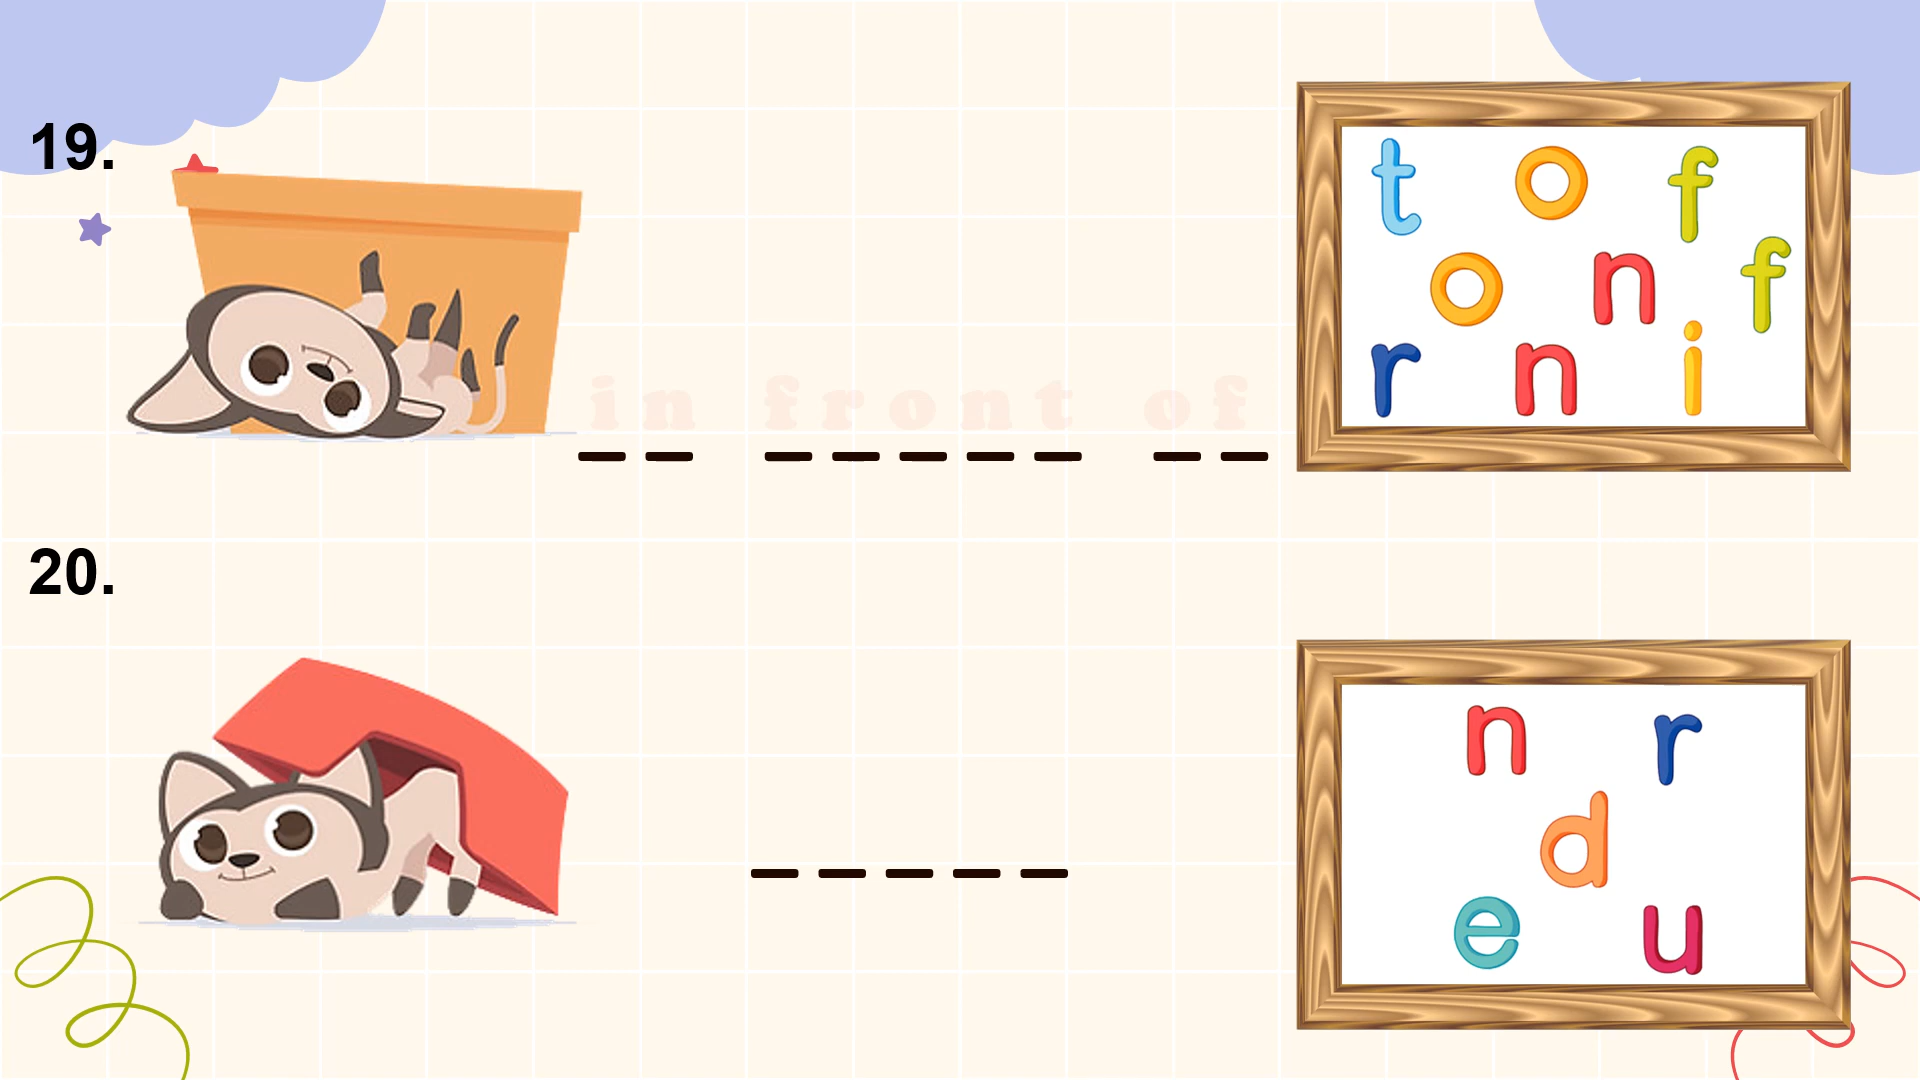 19.
t o f
o n f
r n i
in front of
20.
n r
d
e u